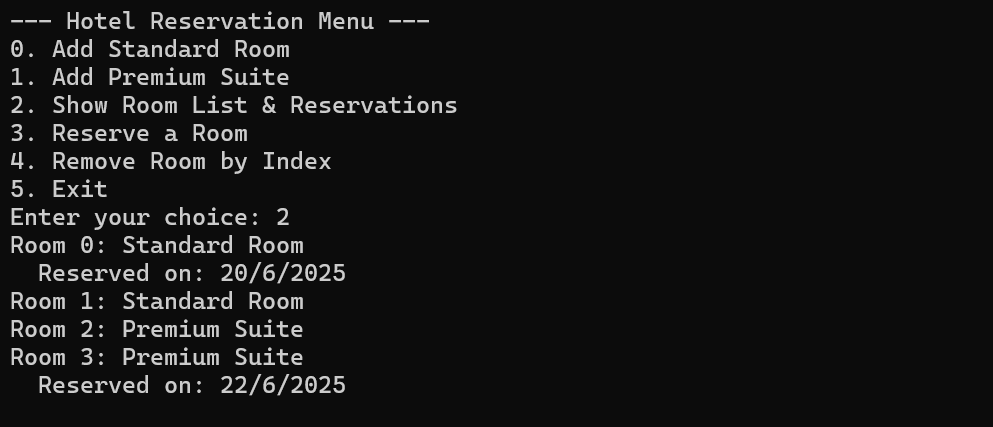 --- Hotel Reservation Menu ---
0. Add Standard Room
1. Add Premium Suite
2. Show Room List & Reservations
3. Reserve a Room
4. Remove Room by Index
5. Exit
Enter your choice: 2
Room 0: Standard Room
  Reserved on: 20/6/2025
Room 1: Standard Room
Room 2: Premium Suite
Room 3: Premium Suite
  Reserved on: 22/6/2025